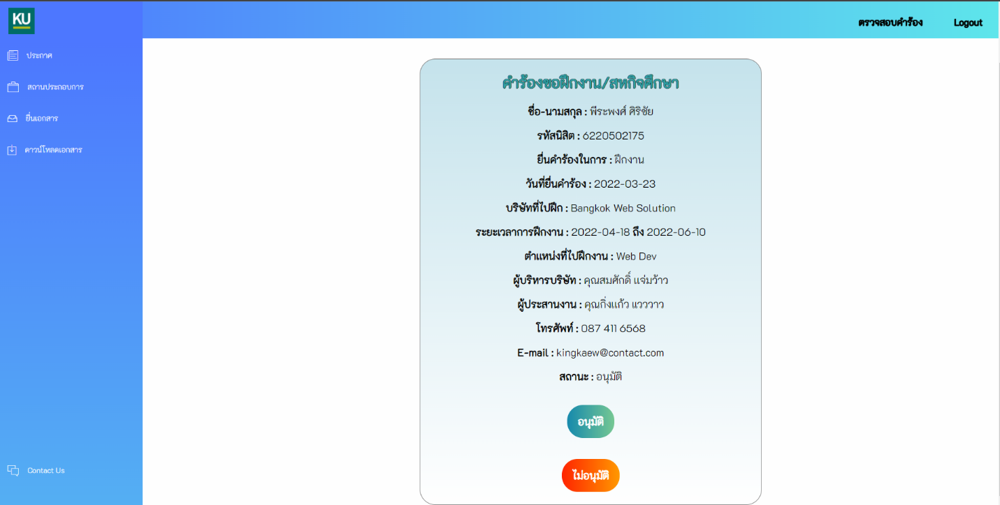 KU
ตรวจสอบคำร้อง
Logout
ประกาศ
สถานประกอบการ
ยื่นเอกสาร
ดาวน์โหลดเอกสาร
Contact Us
คำร้องขอฝึกงาน/สหกิจศึกษา
ชื่อ-นามสกุล : พีระพงศ์ ศิริชัย
รหัสนิสิต : 6220502175
ยื่นคำร้องในการ : ฝึกงาน
วันที่ยื่นคำร้อง : 2022-03-23
บริษัทที่ไปฝึก : Bangkok Web Solution
ระยะเวลาการฝึกงาน : 2022-04-18 ถึง 2022-06-10
ตำแหน่งที่ไปฝึกงาน : Web Dev
ผู้บริหารบริษัท : คุณสมศักดิ์ แจ่มว้าว
ผู้ประสานงาน : คุณกิ่งแก้ว แวววาว
โทรศัพท์ : 087 411 6568
E-mail : kingkaew@contact.com
สถานะ : อนุมัติ
อนุมัติ
ไม่อนุมัติ